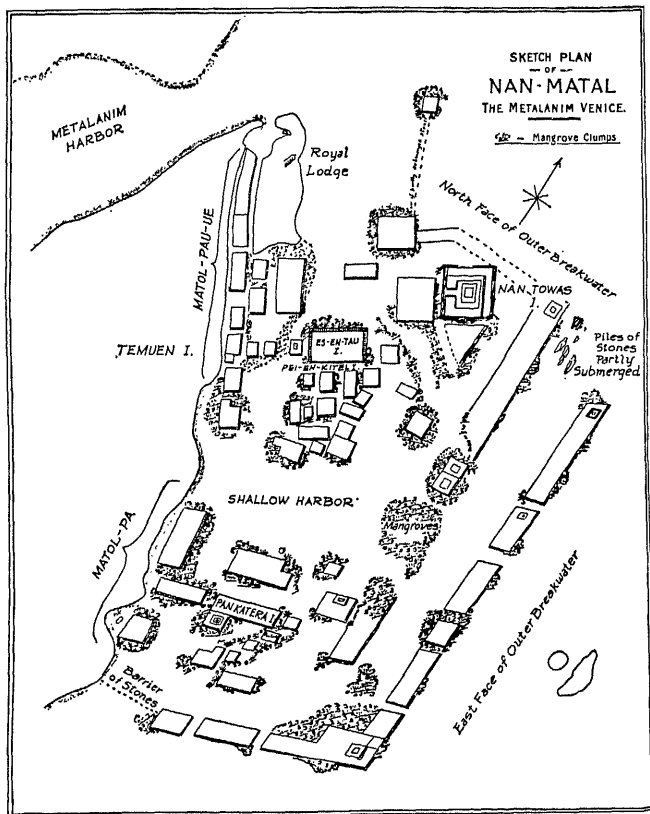 SKETCH PLAN
OF
NAN-MATAL
THE METALANIM VENICE.
= Mangrove Clumps
METALANIM
HARBOR
Royal
Lodge
North Face of Outer Breakwater
MATOL-PAU-UE
NAN TOWAS
I.
TEMUEN I.
ES-EN-TAU
I.
PEI-EN-KITEL I.
Piles of
Stones
Partly
Submerged
SHALLOW HARBOR
Mangroves
MATOL-PA
PAN KATERA I.
Barrier
of Stones
East Face of Outer Breakwater